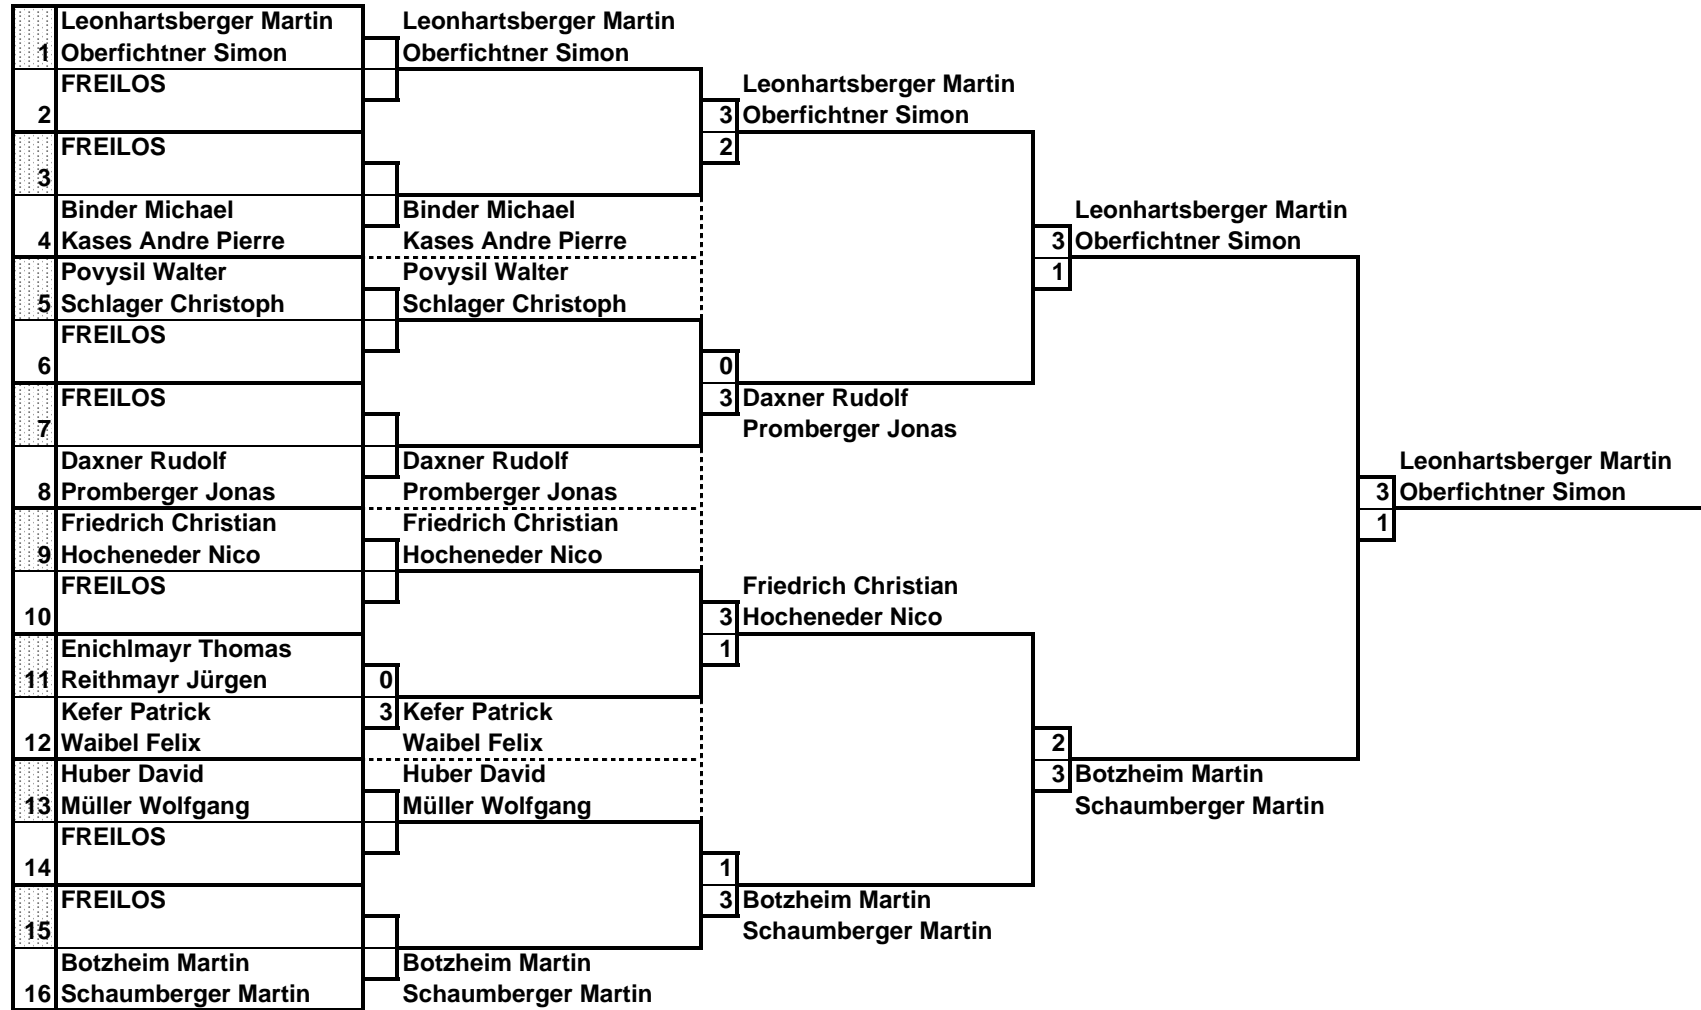 Leonhartsberger Martin Leonhartsberger Martin
1 Oberfichtner Simon Oberfichtner Simon
FREILOS Leonhartsberger Martin
2 3 Oberfichtner Simon
FREILOS 2
3
Binder Michael Binder Michael Leonhartsberger Martin
4 Kases Andre Pierre Kases Andre Pierre 3 Oberfichtner Simon
Povysil Walter Povysil Walter 1
5 Schlager Christoph Schlager Christoph
FREILOS
6 0
FREILOS 3 Daxner Rudolf
7 Promberger Jonas
Daxner Rudolf Daxner Rudolf Leonhartsberger Martin
8 Promberger Jonas Promberger Jonas 3 Oberfichtner Simon
Friedrich Christian Friedrich Christian 1
9 Hocheneder Nico Hocheneder Nico
FREILOS Friedrich Christian
10 3 Hocheneder Nico
Enichlmayr Thomas 1
11 Reithmayr Jürgen 0
Kefer Patrick 3 Kefer Patrick
12 Waibel Felix Waibel Felix 2
Huber David Huber David 3 Botzheim Martin
13 Müller Wolfgang Müller Wolfgang Schaumberger Martin
FREILOS
14 1
FREILOS 3 Botzheim Martin
15 Schaumberger Martin
Botzheim Martin Botzheim Martin
16 Schaumberger Martin Schaumberger Martin